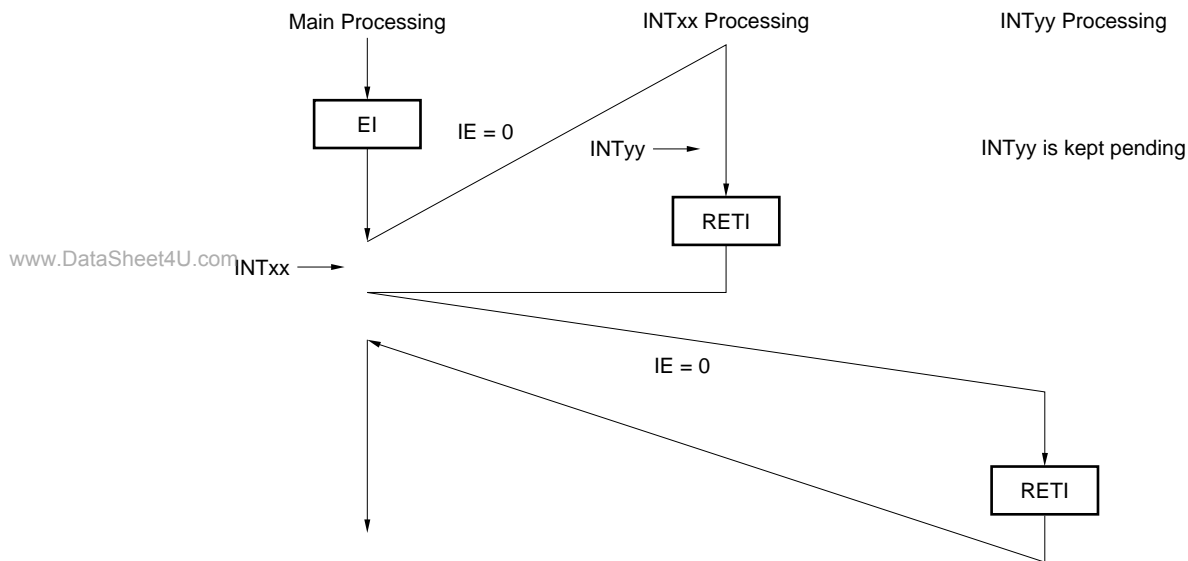 Main Processing
INTxx Processing
INTyy Processing
EI
IE = 0
INTyy
INTyy is kept pending
RETI
www.DataSheet4U.com
INTxx
IE = 0
RETI